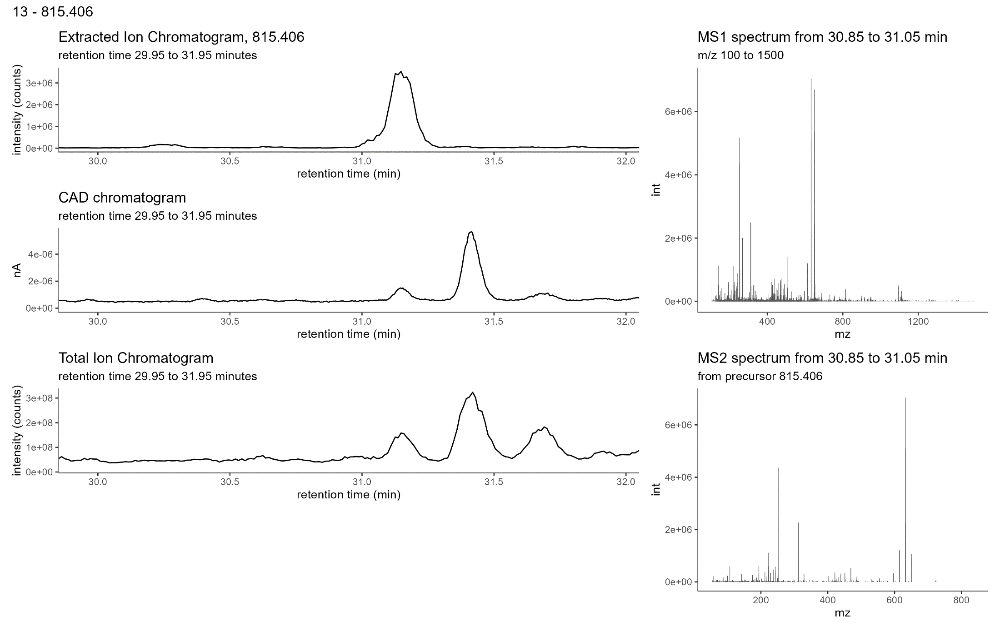 13 - 815.406
Extracted Ion Chromatogram, 815.406
retention time 29.95 to 31.95 minutes
intensity (counts)
3e+06
2e+06
1e+06
0e+00
30.0 30.5 31.0 31.5 32.0
retention time (min)
CAD chromatogram
retention time 29.95 to 31.95 minutes
nA
4e-06
2e-06
0e+00
30.0 30.5 31.0 31.5 32.0
retention time (min)
Total Ion Chromatogram
retention time 29.95 to 31.95 minutes
intensity (counts)
3e+08
2e+08
1e+08
0e+00
30.0 30.5 31.0 31.5 32.0
retention time (min)
MS1 spectrum from 30.85 to 31.05 min
m/z 100 to 1500
int
6e+06
4e+06
2e+06
0e+00
400 800 1200
mz
MS2 spectrum from 30.85 to 31.05 min
from precursor 815.406
int
6e+06
4e+06
2e+06
0e+00
200 400 600 800
mz